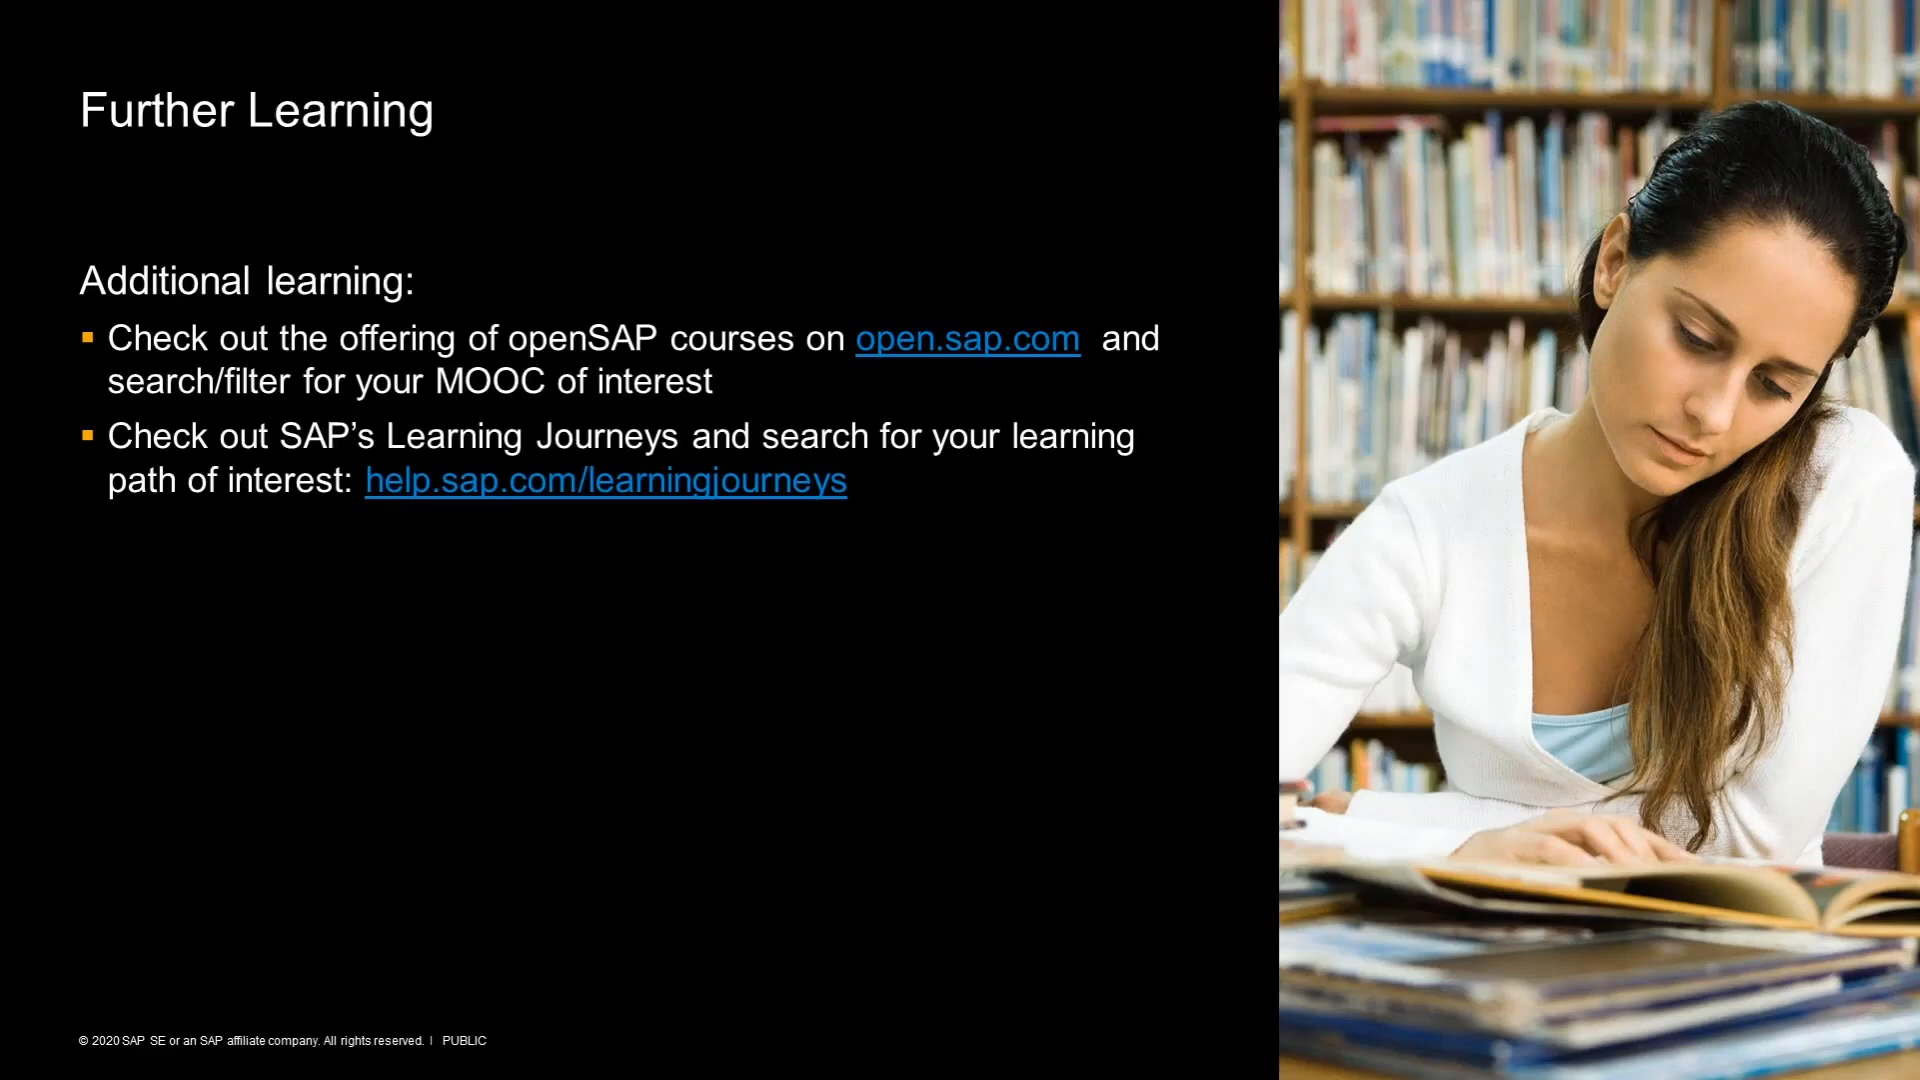 Further Learning
Additional learning:
▪ Check out the offering of openSAP courses on open.sap.com and
search/filter for your MOOC of interest
▪ Check out SAP’s Learning Journeys and search for your learning
path of interest: help.sap.com/learningjourneys
© 2020 SAP SE or an SAP affiliate company. All rights reserved. ǀ PUBLIC